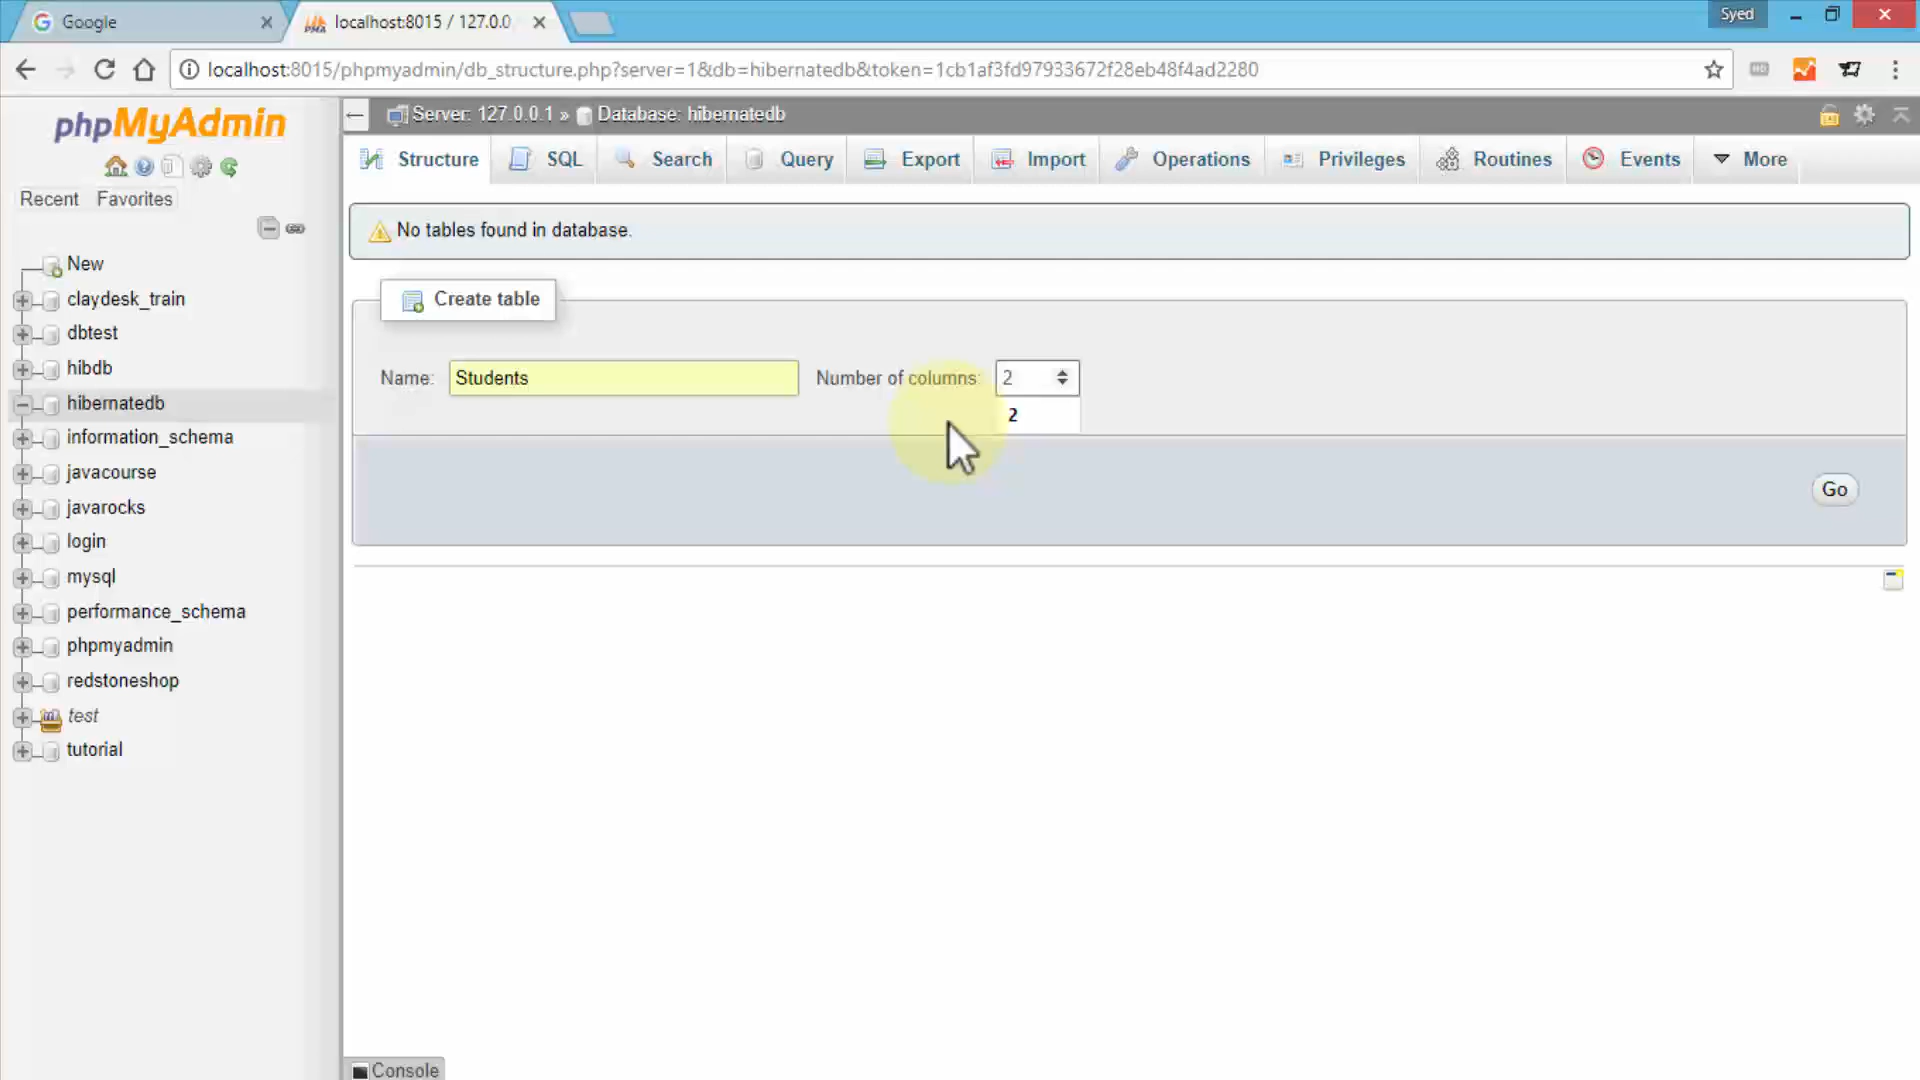 Google
localhost:8015 / 127.0.0
Syed
localhost:8015/phpmyadmin/db_structure.php?server=1&db=hibernatedb&token=1cb1af3fd97933672f28eb48f4ad2280
phpMyAdmin
Recent Favorites
New
claydesk_train
dbtest
hibdb
hibernatedb
information_schema
javacourse
javarocks
login
mysql
performance_schema
phpmyadmin
redstoneshop
test
tutorial
Server: 127.0.0.1 » Database: hibernatedb
Structure SQL Search Query Export Import Operations Privileges Routines Events More
No tables found in database.
Create table
Name: Students Number of columns: 2
2
Go
Console